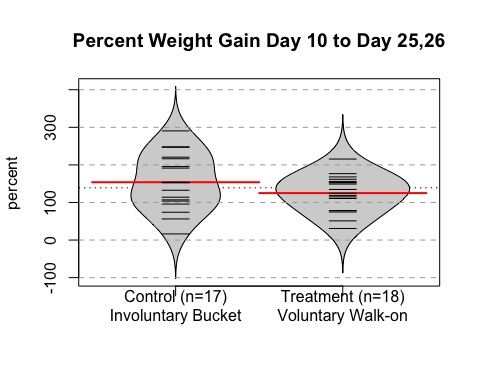 Percent Weight Gain Day 10 to Day 25,26
percent
300
100
0
-100
Control (n=17)
Involuntary Bucket
Treatment (n=18)
Voluntary Walk-on